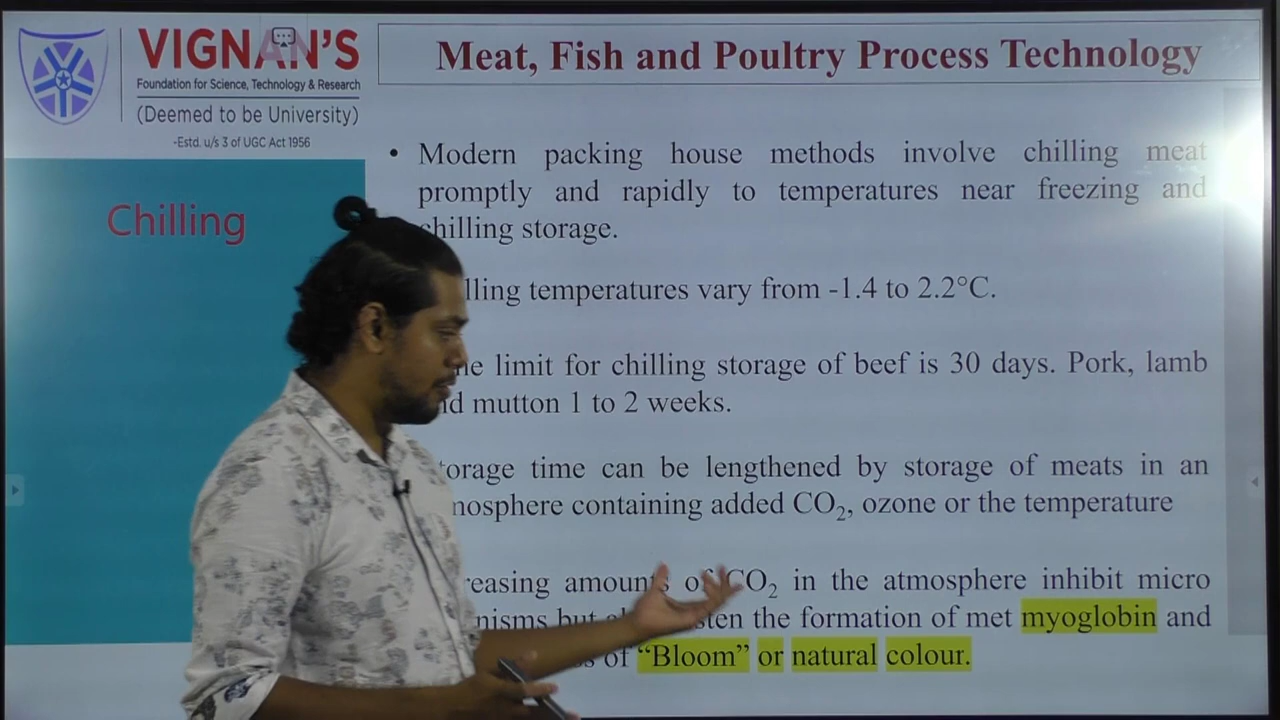 VIGNAN'S
Foundation for Science, Technology & Research
(Deemed to be University)
-Estd. u/s 3 of UGC Act 1956
Meat, Fish and Poultry Process Technology
Chilling
• Modern packing house methods involve chilling meat
promptly and rapidly to temperatures near freezing and
chilling storage.
lling temperatures vary from -1.4 to 2.2°C.
limit for chilling storage of beef is 30 days. Pork, lamb
mutton 1 to 2 weeks.
torage time can be lengthened by storage of meats in an
mosphere containing added CO₂, ozone or the temperature
reasing amounts of CO₂ in the atmosphere inhibit micro
nisms but the formation of met myoglobin and
of “Bloom” or natural colour.